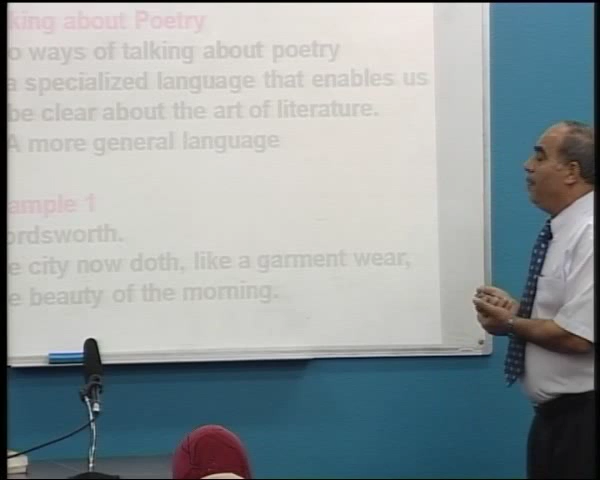 king about Poetry
o ways of talking about poetry
a specialized language that enables us
be clear about the art of literature.
A more general language
ample 1
ordsworth.
e city now doth, like a garment wear,
e beauty of the morning.